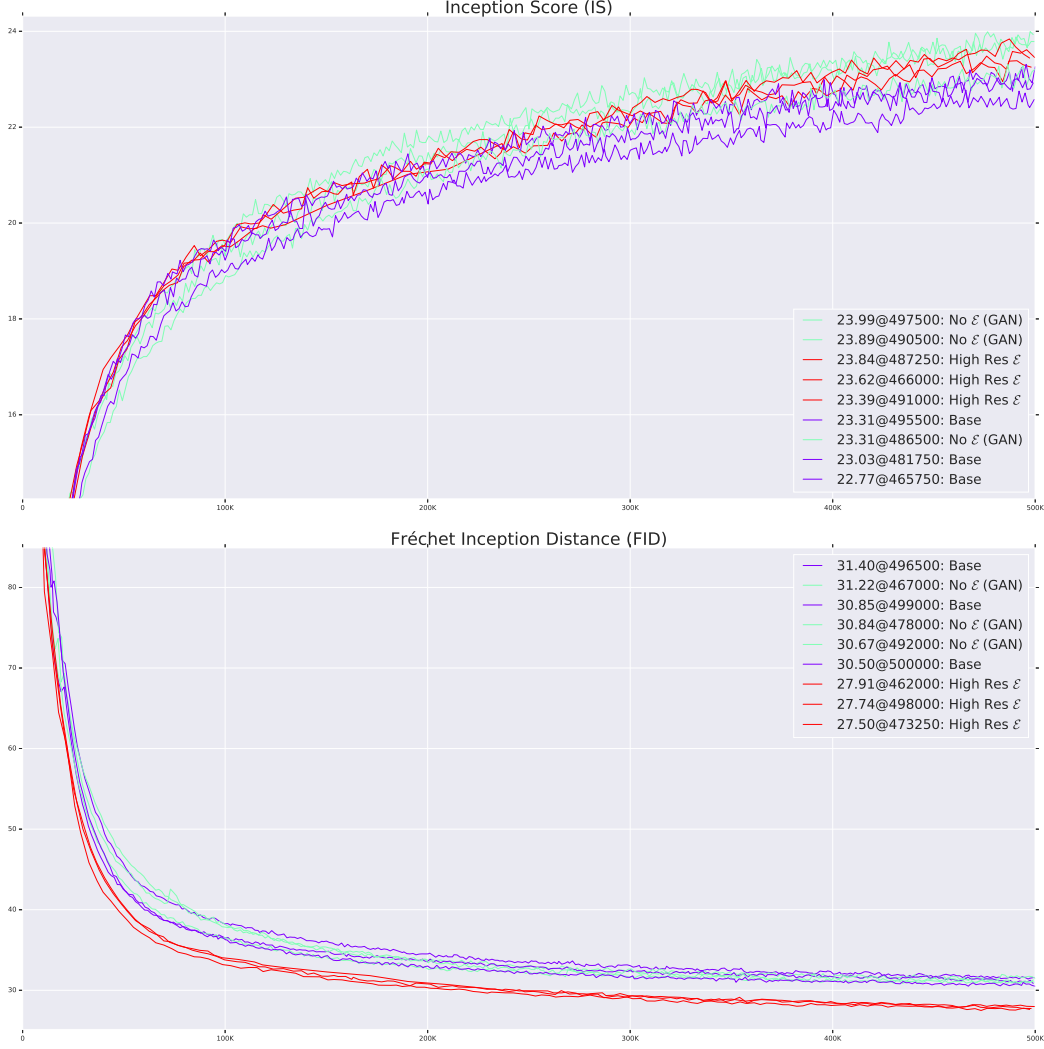 Inception Score (IS)
24
22
20
18
16
23.99@497500: No ℰ (GAN)
23.89@490500: No ℰ (GAN)
23.84@487250: High Res ℰ
23.62@466000: High Res ℰ
23.39@491000: High Res ℰ
23.31@495500: Base
23.31@486500: No ℰ (GAN)
23.03@481750: Base
22.77@465750: Base
0 100K 200K 300K 400K 500K
Fréchet Inception Distance (FID)
80
70
60
50
40
30
31.40@496500: Base
31.22@467000: No ℰ (GAN)
30.85@499000: Base
30.84@478000: No ℰ (GAN)
30.67@492000: No ℰ (GAN)
30.50@500000: Base
27.91@462000: High Res ℰ
27.74@498000: High Res ℰ
27.50@473250: High Res ℰ
0 100K 200K 300K 400K 500K